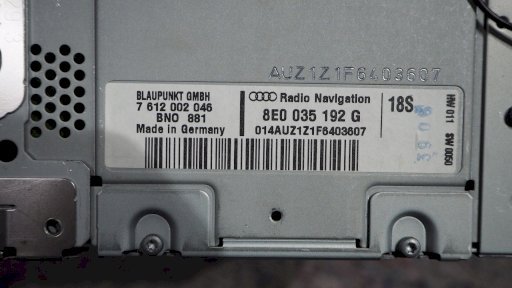 AUZ1Z1F6403607
BLAUPUNKT GMBH
7 612 002 046
BNO 881
Made in Germany
Radio Navigation
8E0 035 192 G
014AUZ1Z1F6403607
18S
HW 011 SW 0050